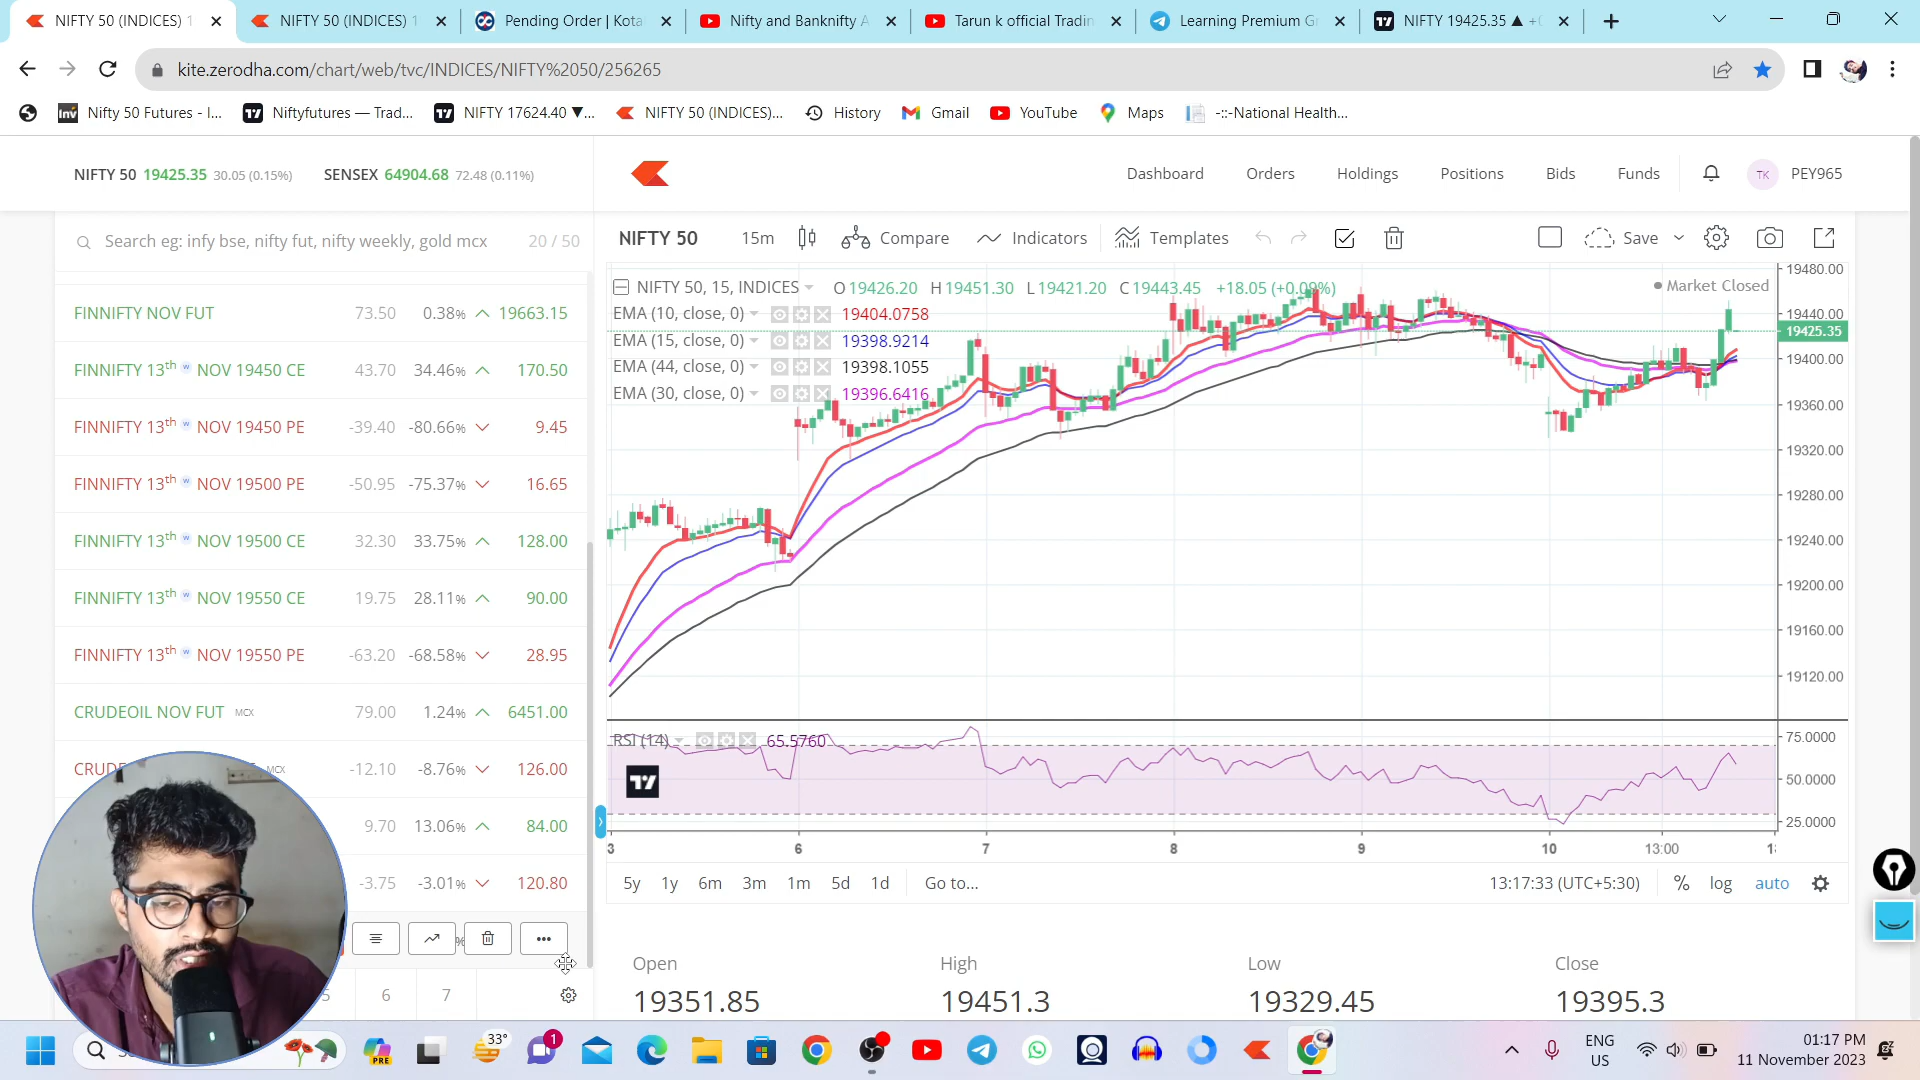 NIFTY 50 (INDICES) 1
NIFTY 50 (INDICES) 1
Pending Order | Kota
Nifty and Banknifty A
Tarun k official Tradin
Learning Premium Gr
NIFTY 19425.35 ▲ +0
kite.zerodha.com/chart/web/tvc/INDICES/NIFTY%2050/256265
Nifty 50 Futures - I...
Niftyfutures — Trad...
NIFTY 17624.40 ▼...
NIFTY 50 (INDICES)...
History
Gmail
YouTube
Maps
-::-National Health...
NIFTY 50 19425.35 30.05 (0.15%)
SENSEX 64904.68 72.48 (0.11%)
Dashboard
Orders
Holdings
Positions
Bids
Funds
TK
PEY965
Search eg: infy bse, nifty fut, nifty weekly, gold mcx
20 / 50
FINNIFTY NOV FUT 73.50 0.38% 19663.15
FINNIFTY 13th w NOV 19450 CE 43.70 34.46% 170.50
FINNIFTY 13th w NOV 19450 PE -39.40 -80.66% 9.45
FINNIFTY 13th w NOV 19500 PE -50.95 -75.37% 16.65
FINNIFTY 13th w NOV 19500 CE 32.30 33.75% 128.00
FINNIFTY 13th w NOV 19550 CE 19.75 28.11% 90.00
FINNIFTY 13th w NOV 19550 PE -63.20 -68.58% 28.95
CRUDEOIL NOV FUT MCX 79.00 1.24% 6451.00
CRUDE MCX -12.10 -8.76% 126.00
9.70 13.06% 84.00
-3.75 -3.01% 120.80
%
5 6 7
NIFTY 50
15m
Compare
Indicators
Templates
Save
NIFTY 50, 15, INDICES O 19426.20 H 19451.30 L 19421.20 C 19443.45 +18.05 (+0.09%)
Market Closed
EMA (10, close, 0) 19404.0758
EMA (15, close, 0) 19398.9214
EMA (44, close, 0) 19398.1055
EMA (30, close, 0) 19396.6416
19480.00
19440.00
19425.35
19400.00
19360.00
19320.00
19280.00
19240.00
19200.00
19160.00
19120.00
RSI (14) 65.5760
75.0000
50.0000
25.0000
3 6 7 8 9 10 13:00 1
5y 1y 6m 3m 1m 5d 1d Go to...
13:17:33 (UTC+5:30) % log auto
Open
19351.85
High
19451.3
Low
19329.45
Close
19395.3
PRE
33°
1
ENG
US
01:17 PM
11 November 2023